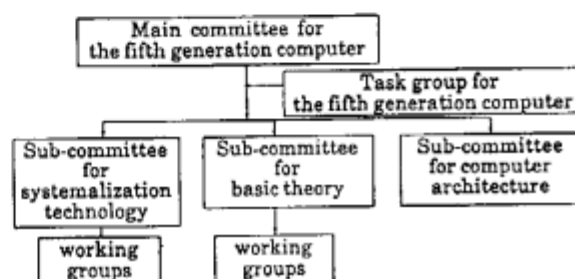 Main committee for
the fifth generation computer
Task group for
the fifth generation computer
Sub-committee
for
systemalization
technology
Sub-committee
for
basic theory
Sub-committee
for computer
architecture
working
groups
working
groups